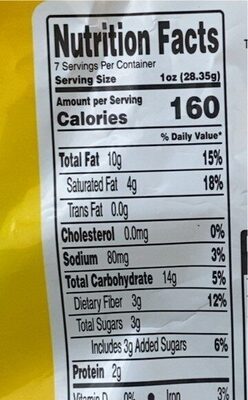 Nutrition Facts
7 Servings Per Container
Serving Size 1oz (28.35g)
Amount per Serving
Calories 160
% Daily Value*
Total Fat 10g 15%
Saturated Fat 4g 18%
Trans Fat 0.0g
Cholesterol 0.0mg 0%
Sodium 80mg 3%
Total Carbohydrate 14g 5%
Dietary Fiber 3g 12%
Total Sugars 3g
Includes 3g Added Sugars 6%
Protein 2g
Vitamin D 0% • Iron 3%